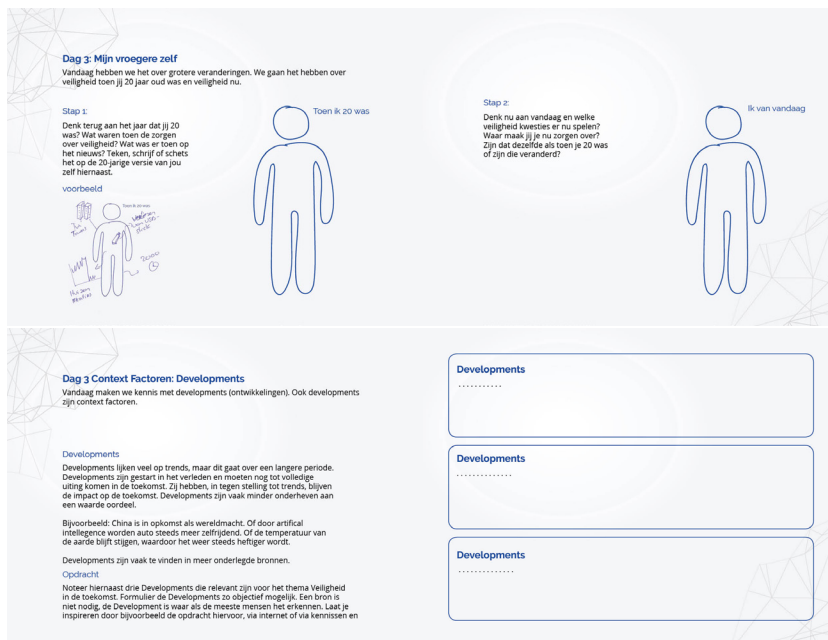 Dag 3: Mijn vroegere zelf
Vandaag hebben we het over grotere veranderingen. We gaan het hebben over
veiligheid toen jij 20 jaar oud was en veiligheid nu.
Stap 1:
Denk terug aan het jaar dat jij 20
was? Wat waren toen de zorgen
over veiligheid? Wat was er toen op
het nieuws? Teken, schrijf of schets
het op de 20-jarige versie van jou
zelf hiernaast.
voorbeeld
Toen ik 20 was
Twin
Towers
2000
Huizen
Toen ik 20 was
Stap 2:
Denk nu aan vandaag en welke
veiligheid kwesties er nu spelen?
Waar maak jij je nu zorgen over?
Zijn dat dezelfde als toen je 20 was
of zijn die veranderd?
Ik van vandaag
Dag 3 Context Factoren: Developments
Vandaag maken we kennis met developments (ontwikkelingen). Ook developments
zijn context factoren.
Developments
Developments lijken veel op trends, maar dit gaat over een langere periode.
Developments zijn gestart in het verleden en moeten nog tot volledige
uiting komen in de toekomst. Zij hebben, in tegen stelling tot trends, blijven
de impact op de toekomst. Developments zijn vaak minder onderheven aan
een waarde oordeel.
Bijvoorbeeld: China is in opkomst als wereldmacht. Of door artifical
intellegence worden auto steeds meer zelfrijdend. Of de temperatuur van
de aarde blijft stijgen, waardoor het weer steeds heftiger wordt.
Developments zijn vaak te vinden in meer onderlegde bronnen.
Opdracht
Noteer hiernaast drie Developments die relevant zijn voor het thema Veiligheid
in de toekomst. Formulier de Developments zo objectief mogelijk. Een bron is
niet nodig, de Development is waar als de meeste mensen het erkennen. Laat je
inspireren door bijvoorbeeld de opdracht hiervoor, via internet of via kennissen en
Developments
...........
Developments
.............
Developments
.............